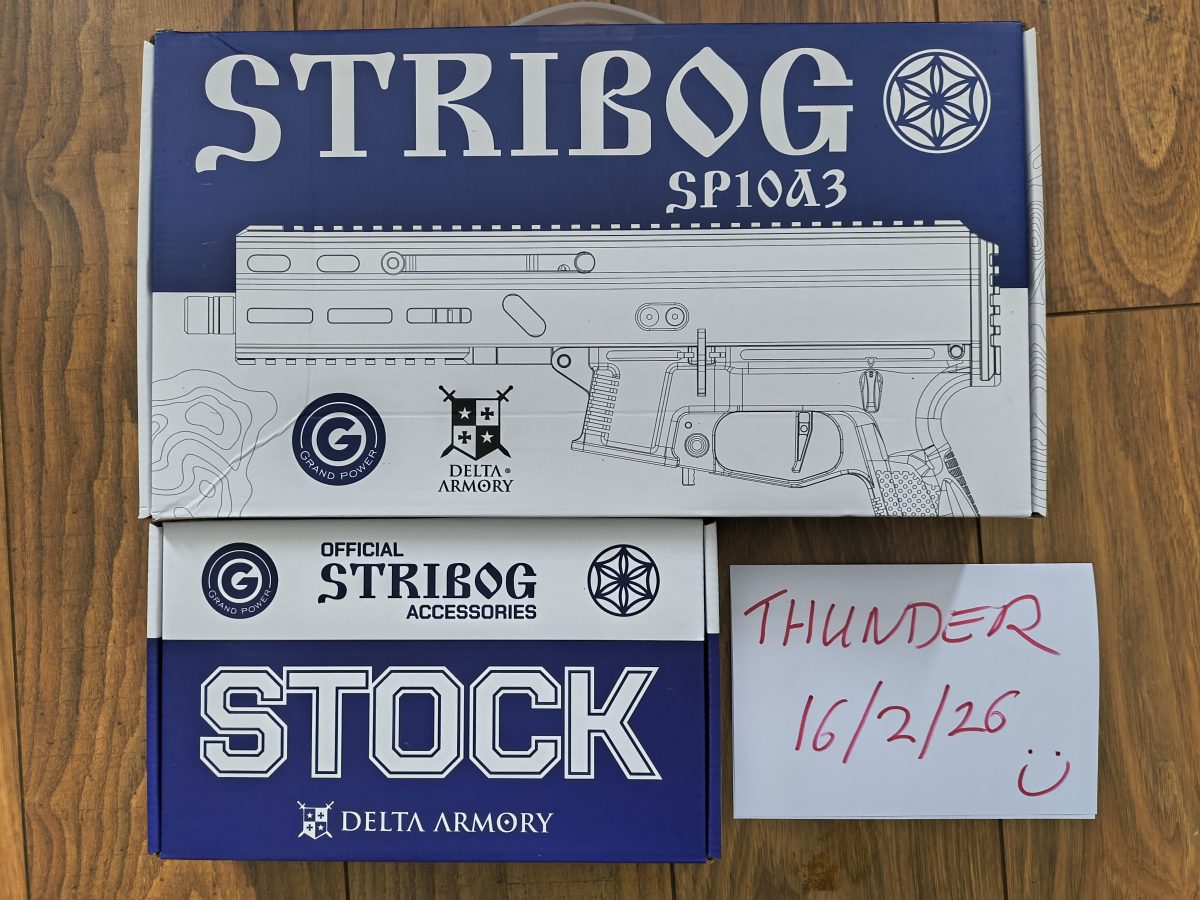 STRIBOG
SP10A3
G
GRAND POWER
DELTA ®
ARMORY
G
GRAND POWER
OFFICIAL
STRIBOG
ACCESSORIES
STOCK
DELTA ARMORY
THUNDER
16/2/26